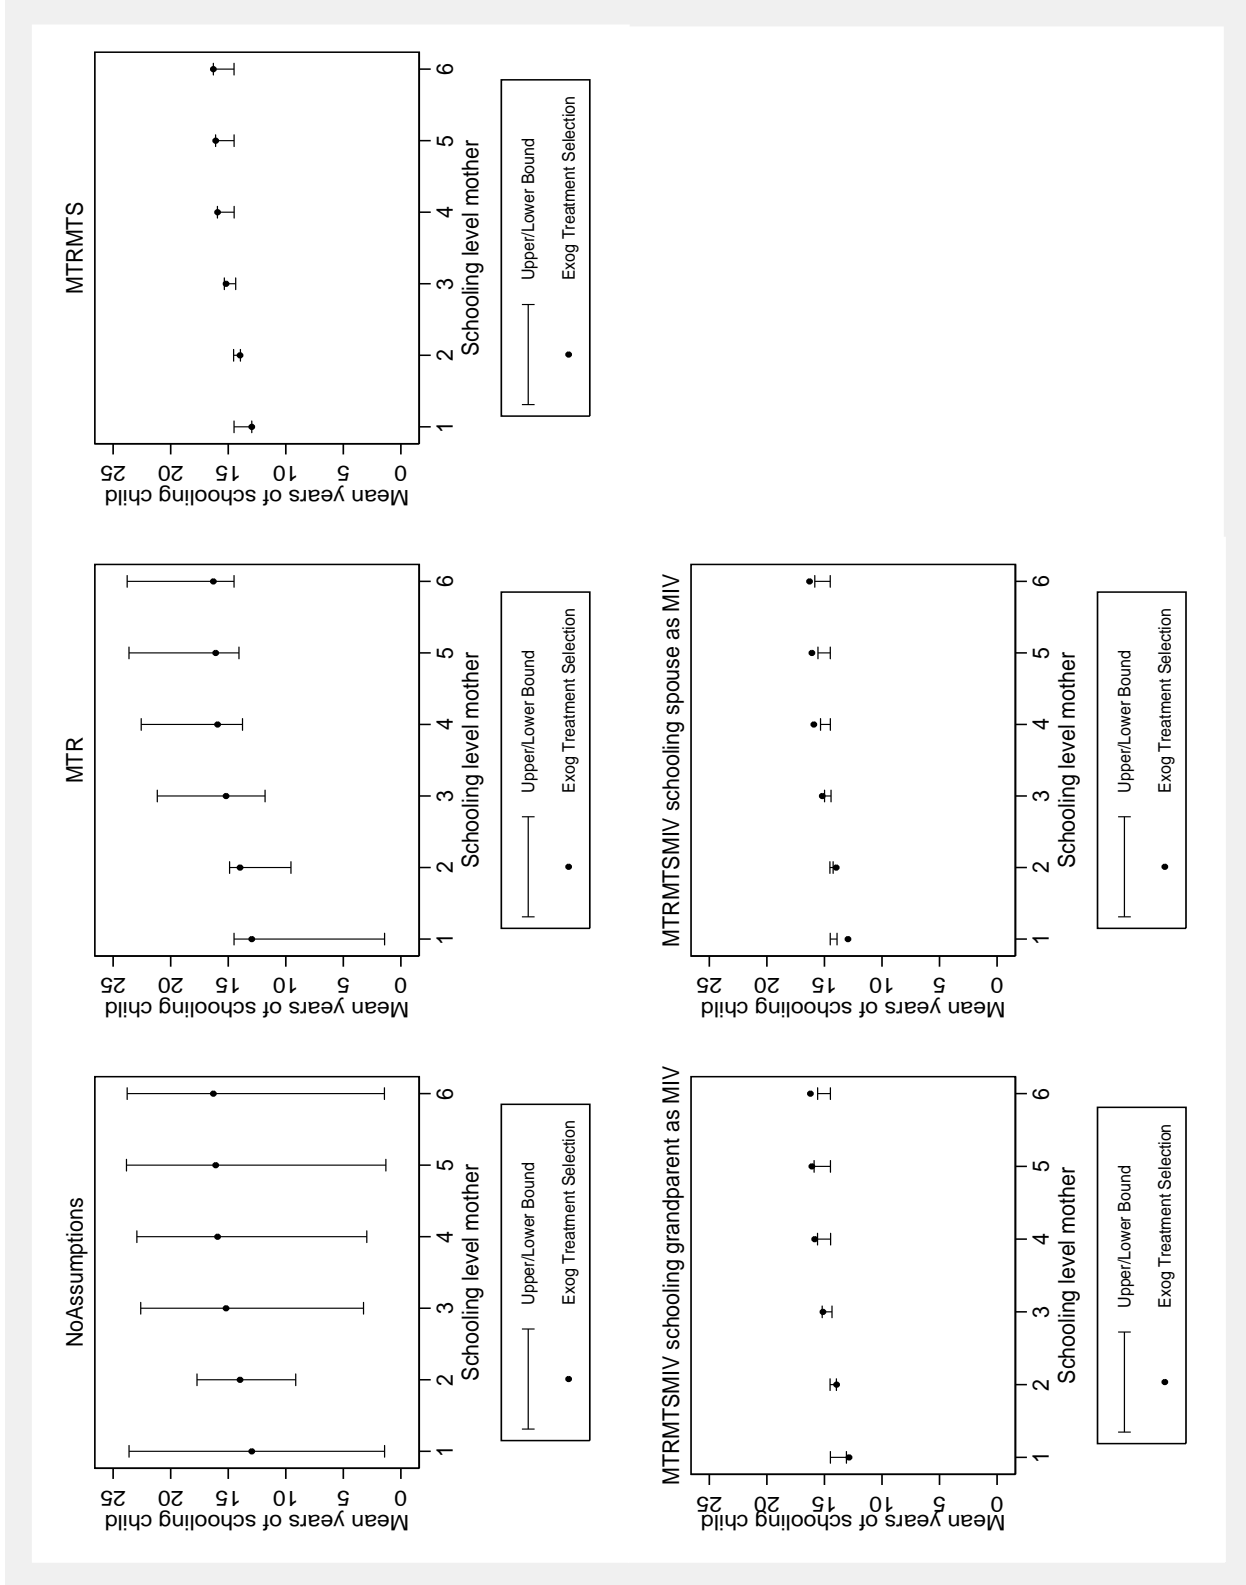 NoAssumptions
25
20
15
10
5
0
Mean years of schooling child
1 2 3 4 5 6
Schooling level mother
Upper/Lower Bound
Exog Treatment Selection
MTR
25
20
15
10
5
0
Mean years of schooling child
1 2 3 4 5 6
Schooling level mother
Upper/Lower Bound
Exog Treatment Selection
MTRMTS
25
20
15
10
5
0
Mean years of schooling child
1 2 3 4 5 6
Schooling level mother
Upper/Lower Bound
Exog Treatment Selection
MTRMTSMIV schooling grandparent as MIV
25
20
15
10
5
0
Mean years of schooling child
1 2 3 4 5 6
Schooling level mother
Upper/Lower Bound
Exog Treatment Selection
MTRMTSMIV schooling spouse as MIV
25
20
15
10
5
0
Mean years of schooling child
1 2 3 4 5 6
Schooling level mother
Upper/Lower Bound
Exog Treatment Selection